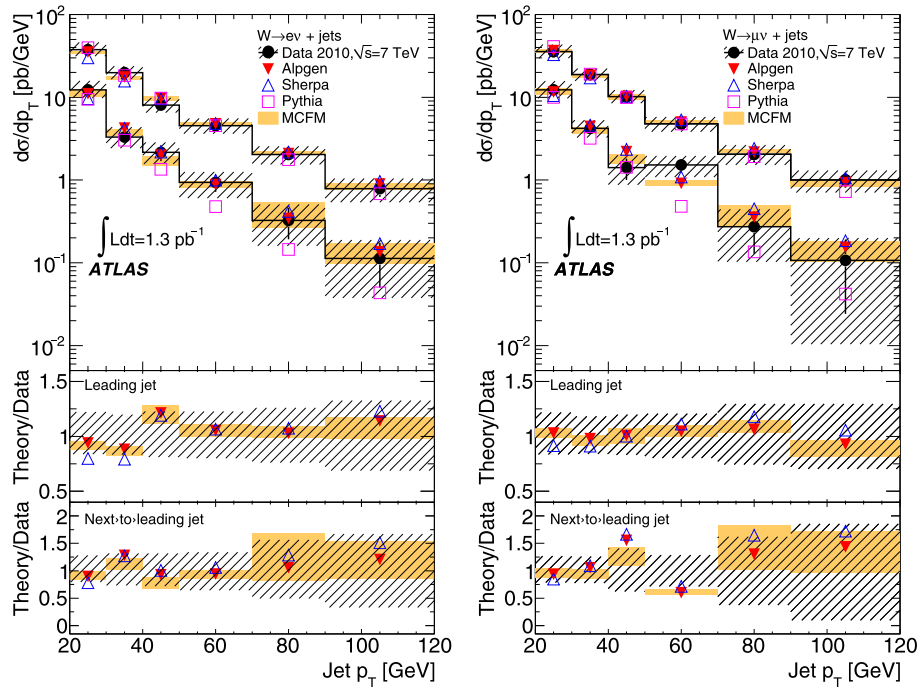 dσ/dp_T [pb/GeV]
10²
10
1
10⁻¹
10⁻²
W→eν + jets
Data 2010,√s=7 TeV
Alpgen
Sherpa
Pythia
MCFM
∫ Ldt=1.3 pb⁻¹
ATLAS
Theory/Data
1.5
1
0.5
Leading jet
Theory/Data
2
1.5
1
0.5
0
Next›to›leading jet
20 40 60 80 100 120
Jet p_T [GeV]
dσ/dp_T [pb/GeV]
10²
10
1
10⁻¹
10⁻²
W→μν + jets
Data 2010,√s=7 TeV
Alpgen
Sherpa
Pythia
MCFM
∫ Ldt=1.3 pb⁻¹
ATLAS
Theory/Data
1.5
1
0.5
Leading jet
Theory/Data
2
1.5
1
0.5
0
Next›to›leading jet
20 40 60 80 100 120
Jet p_T [GeV]